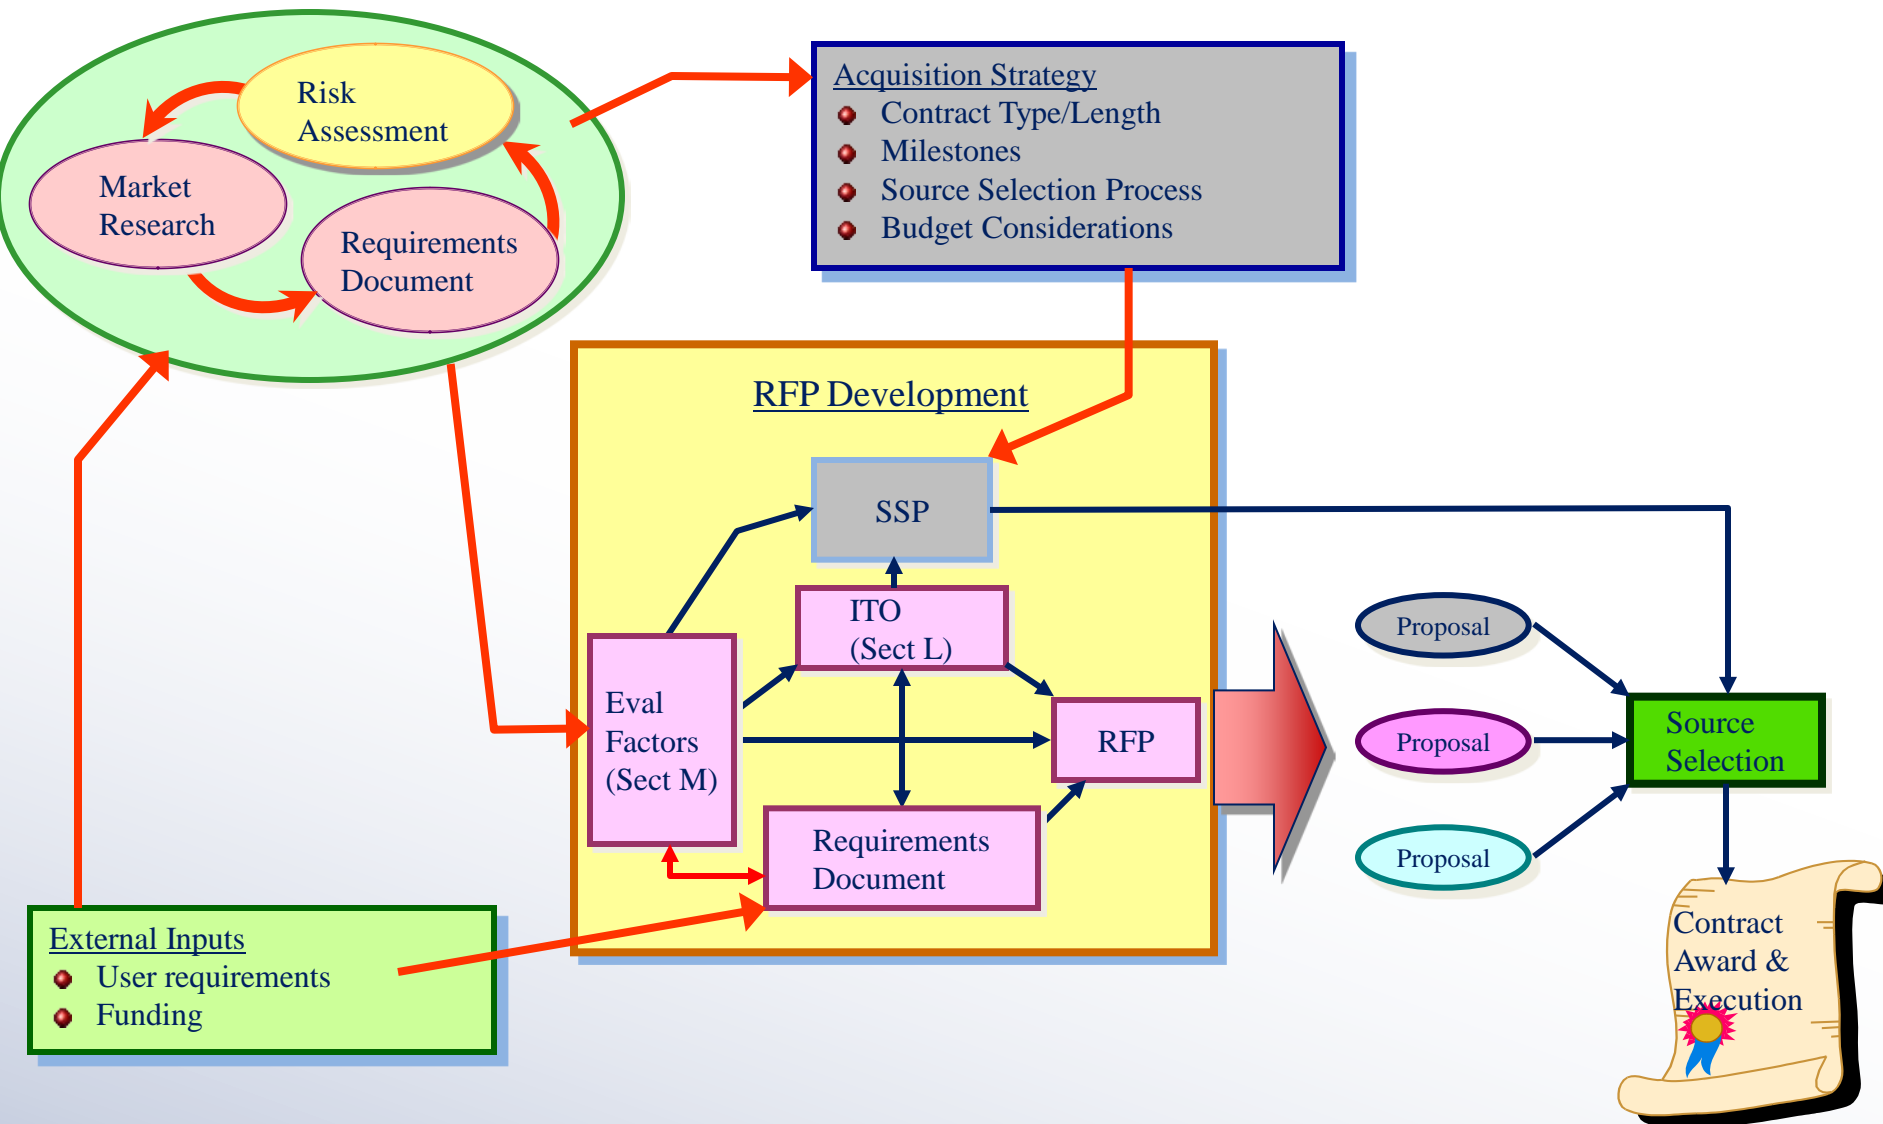 Risk
Assessment
Market
Research
Requirements
Document
Acquisition Strategy
Contract Type/Length
Milestones
Source Selection Process
Budget Considerations
RFP Development
SSP
ITO
(Sect L)
Eval
Factors
(Sect M)
RFP
Requirements
Document
Proposal
Proposal
Proposal
Source
Selection
Contract
Award &
Execution
External Inputs
User requirements
Funding